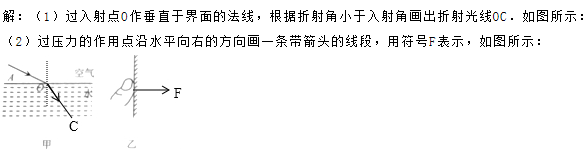 解：（1）过入射点O作垂直于界面的法线，根据折射角小于入射角画出折射光线OC．如图所示：
（2）过压力的作用点沿水平向右的方向画一条带箭头的线段，用符号F表示，如图所示：
A
O
空气
水
C
F
甲
乙